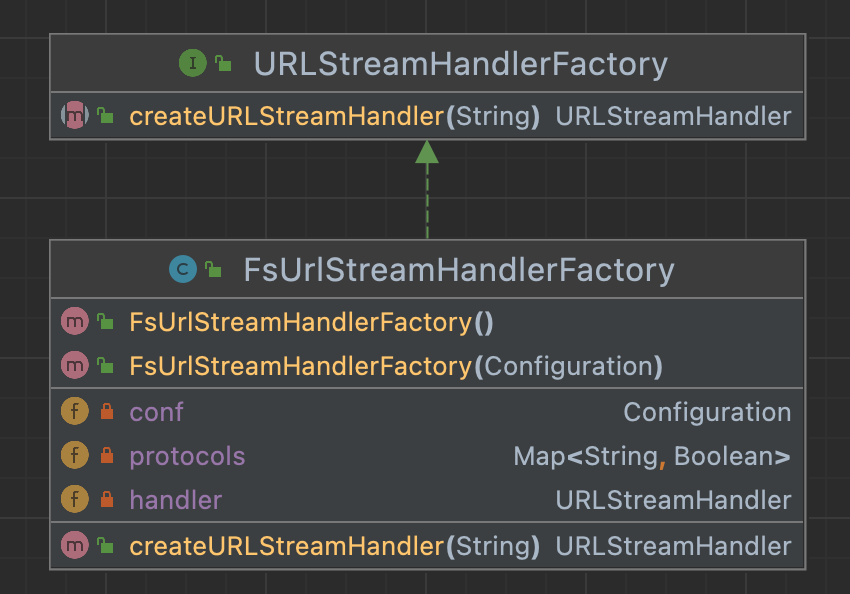 I URLStreamHandlerFactory
m createURLStreamHandler(String) URLStreamHandler
C FsUrlStreamHandlerFactory
m FsUrlStreamHandlerFactory()
m FsUrlStreamHandlerFactory(Configuration)
f conf Configuration
f protocols Map<String, Boolean>
f handler URLStreamHandler
m createURLStreamHandler(String) URLStreamHandler